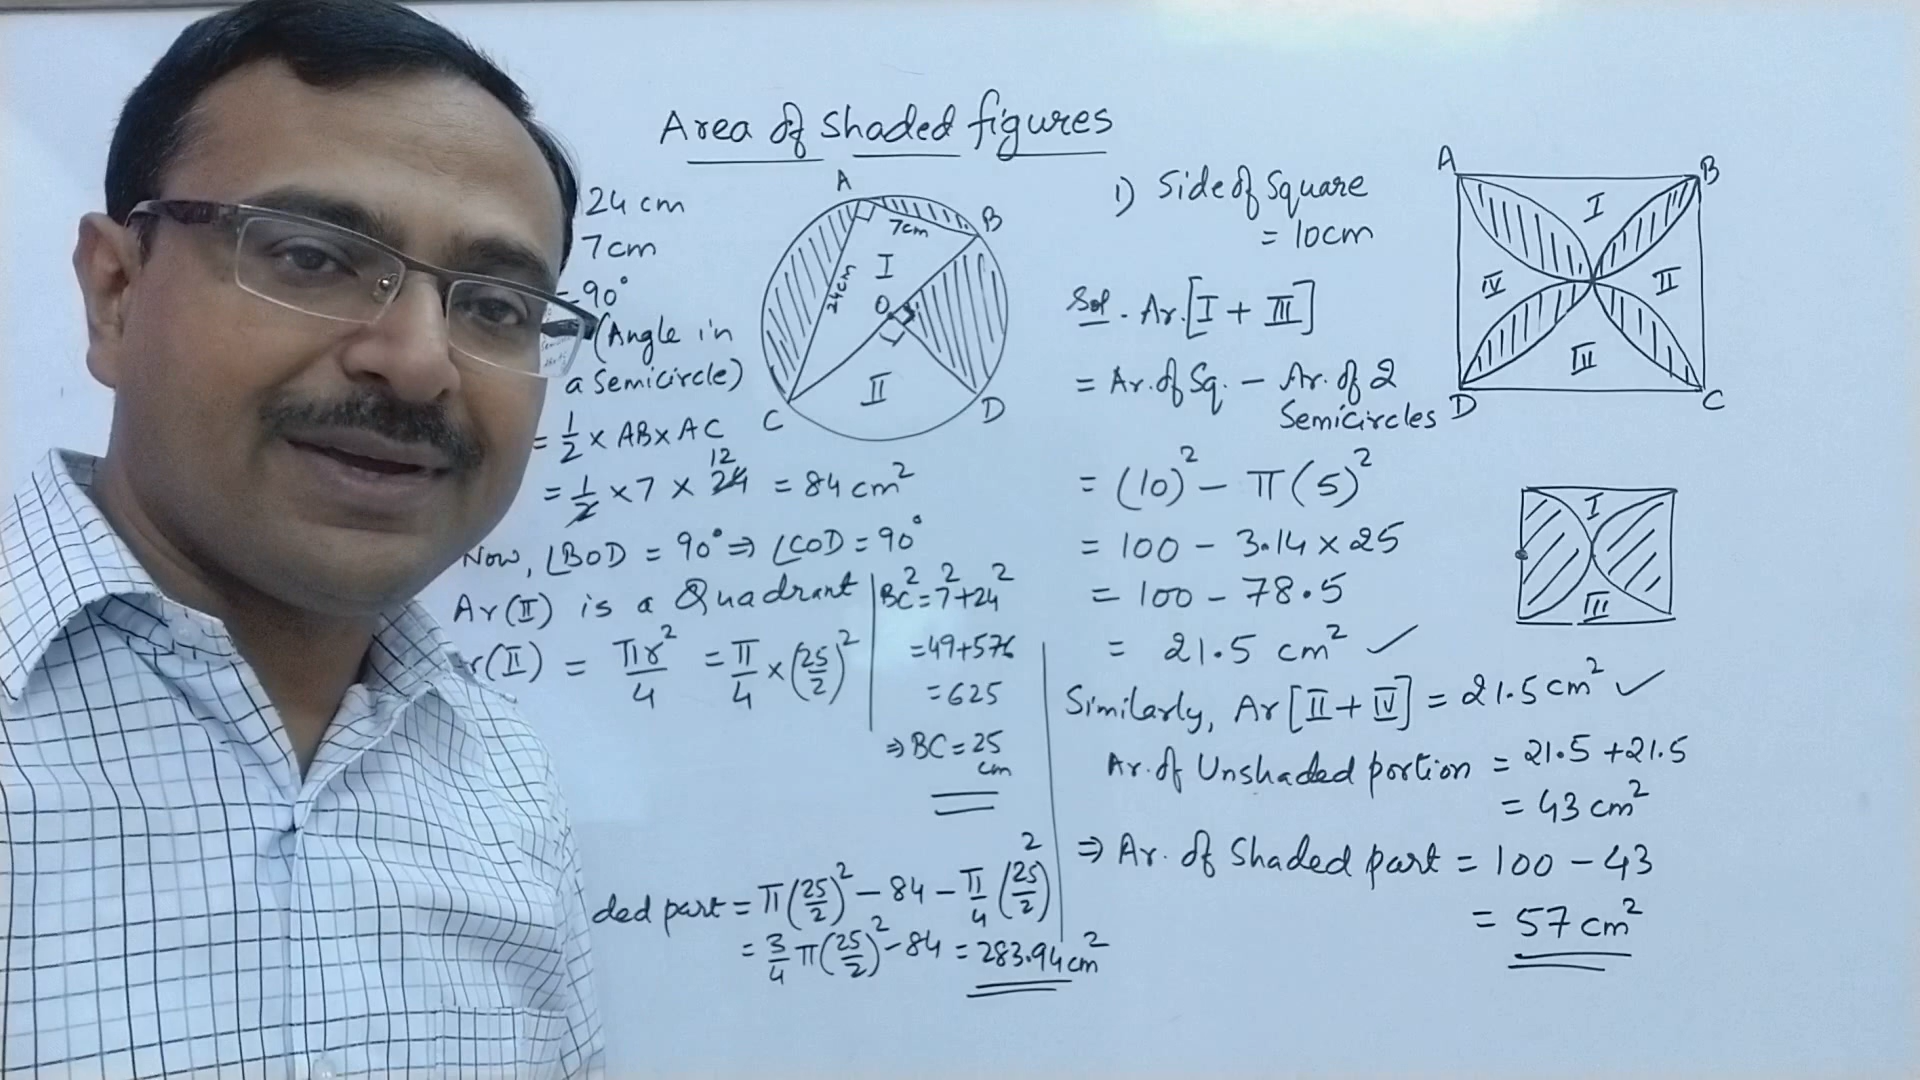 Area of shaded figures
24 cm
7cm
=90°
(Angle in
a Semicircle)
= 1/2 × AB × AC
12
= 1/2 × 7 × 24 = 84 cm²
Now, ∠BOD = 90° ⇒ ∠COD = 90°
Ar(II) is a Quadrant
r(II) = πr²/4 = π/4 × (25/2)²
BC² = 7² + 24²
= 49 + 576
= 625
⇒ BC = 25
cm
ded part = π(25/2)² − 84 − π/4 (25/2)²
= 3/4 π(25/2)² − 84 = 283.94 cm²
A
B
7cm
24cm
I
O
II
C
D
1) Side of Square
= 10cm
Sol. Ar.[I + III]
= Ar. of Sq. − Ar. of 2
Semicircles
= (10)² − π(5)²
= 100 − 3.14 × 25
= 100 − 78.5
= 21.5 cm² ✓
Similarly, Ar[II + IV] = 21.5 cm² ✓
Ar. of Unshaded portion = 21.5 + 21.5
= 43 cm²
⇒ Ar. of Shaded part = 100 − 43
= 57 cm²
A
B
I
IV
II
III
D
C
I
III